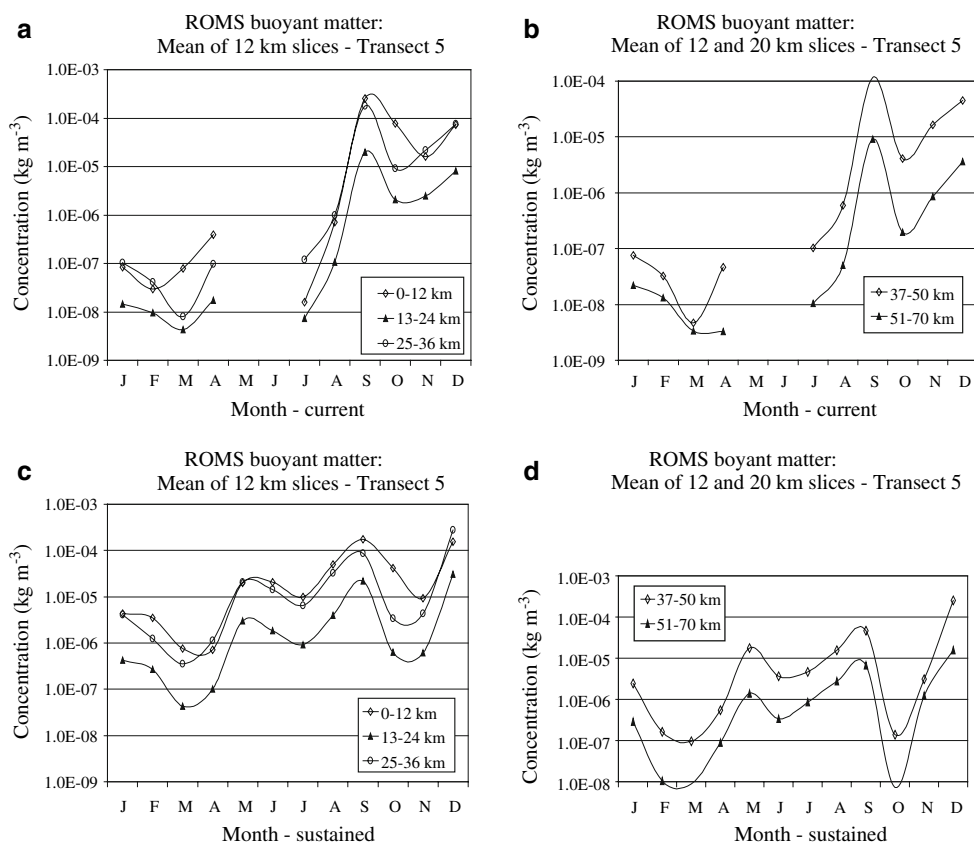 a
ROMS buoyant matter:
Mean of 12 km slices - Transect 5
1.0E-03
1.0E-04
1.0E-05
1.0E-06
1.0E-07
1.0E-08
1.0E-09
Concentration (kg m-3)
0-12 km
13-24 km
25-36 km
J F M A M J J A S O N D
Month - current
b
ROMS buoyant matter:
Mean of 12 and 20 km slices - Transect 5
1.0E-04
1.0E-05
1.0E-06
1.0E-07
1.0E-08
1.0E-09
Concentration (kg m-3)
37-50 km
51-70 km
J F M A M J J A S O N D
Month - current
c
ROMS buoyant matter:
Mean of 12 km slices - Transect 5
1.0E-03
1.0E-04
1.0E-05
1.0E-06
1.0E-07
1.0E-08
1.0E-09
Concentration (kg m-3)
0-12 km
13-24 km
25-36 km
J F M A M J J A S O N D
Month - sustained
d
ROMS boyant matter:
Mean of 12 and 20 km slices - Transect 5
1.0E-03
1.0E-04
1.0E-05
1.0E-06
1.0E-07
1.0E-08
Concentration (kg m-3)
37-50 km
51-70 km
J F M A M J J A S O N D
Month - sustained